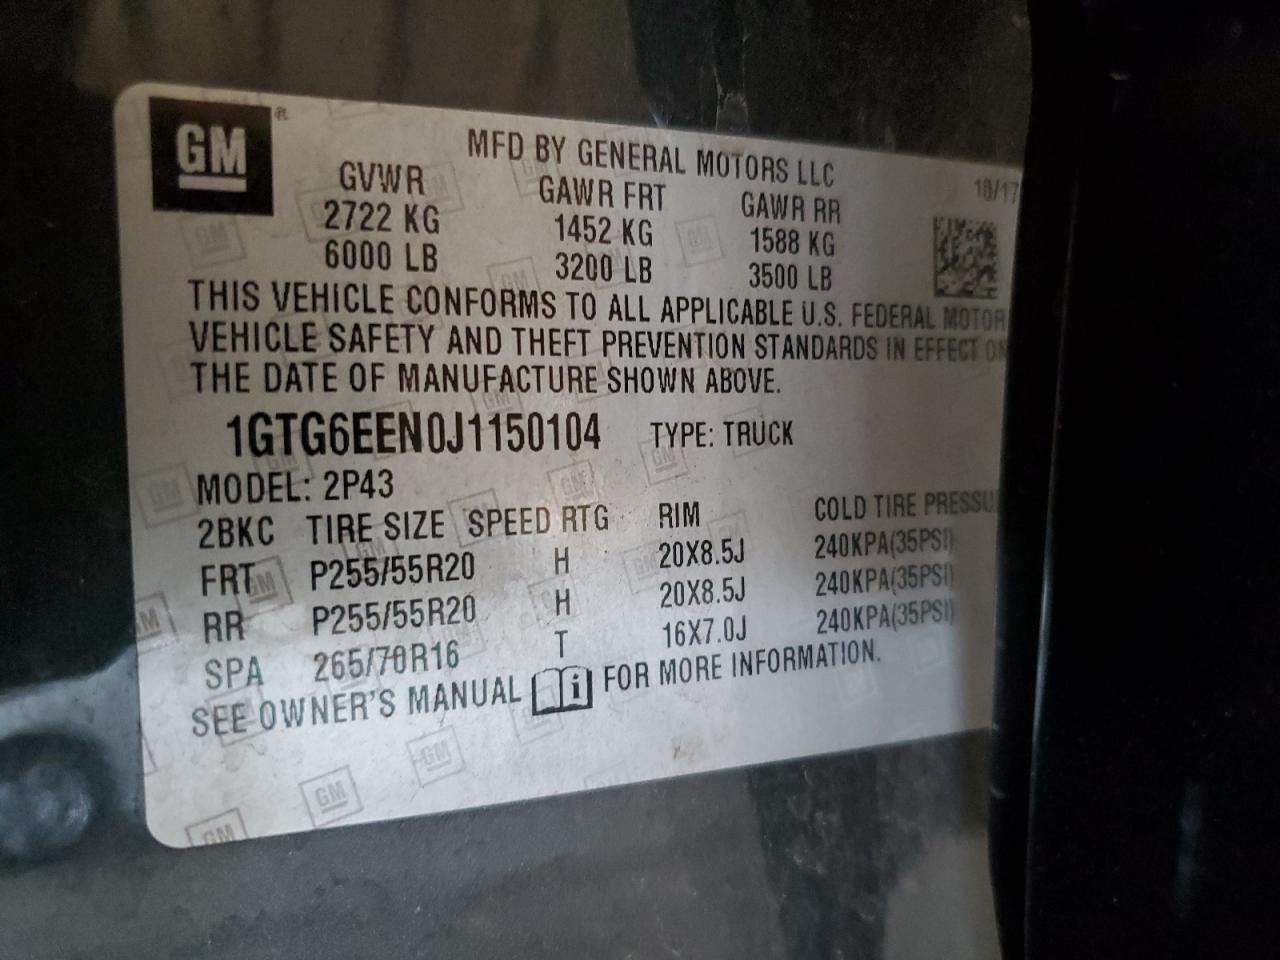 GM ®
MFD BY GENERAL MOTORS LLC
10/17
GVWR GAWR FRT GAWR RR
2722 KG 1452 KG 1588 KG
6000 LB 3200 LB 3500 LB
THIS VEHICLE CONFORMS TO ALL APPLICABLE U.S. FEDERAL MOTOR
VEHICLE SAFETY AND THEFT PREVENTION STANDARDS IN EFFECT ON
THE DATE OF MANUFACTURE SHOWN ABOVE.
1GTG6EEN0J1150104 TYPE: TRUCK
MODEL: 2P43
2BKC TIRE SIZE SPEED RTG RIM COLD TIRE PRESSU
FRT P255/55R20 H 20X8.5J 240KPA(35PSI)
RR P255/55R20 H 20X8.5J 240KPA(35PSI)
SPA 265/70R16 T 16X7.0J 240KPA(35PSI)
SEE OWNER'S MANUAL i FOR MORE INFORMATION.